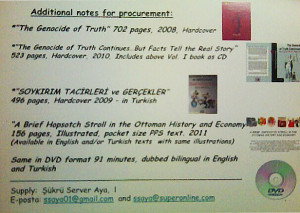 Additional notes for procurement:
*"The Genocide of Truth" 702 pages, 2008, Hardcover
*"The Genocide of Truth Continues..But Facts Tell the Real Story"
523 pages, Hardcover, 2010, Includes above Vol. I book as CD
*"SOYKIRIM TACİRLERİ ve GERÇEKLER"
496 pages, Hardcover 2009 - in Turkish
"A Brief Hopscotch Stroll in the Ottoman History and Economy"
156 pages, Illustrated, pocket size PPS text. 2011
(Available in English and/or Turkish texts with same illustrations)
Same in DVD format 91 minutes, dubbed bilingual in English
and Turkish
Supply: Şükrü Server Aya, İ
E-posta: ssaya01@gmail.com and ssaya@superonline.com
DVD